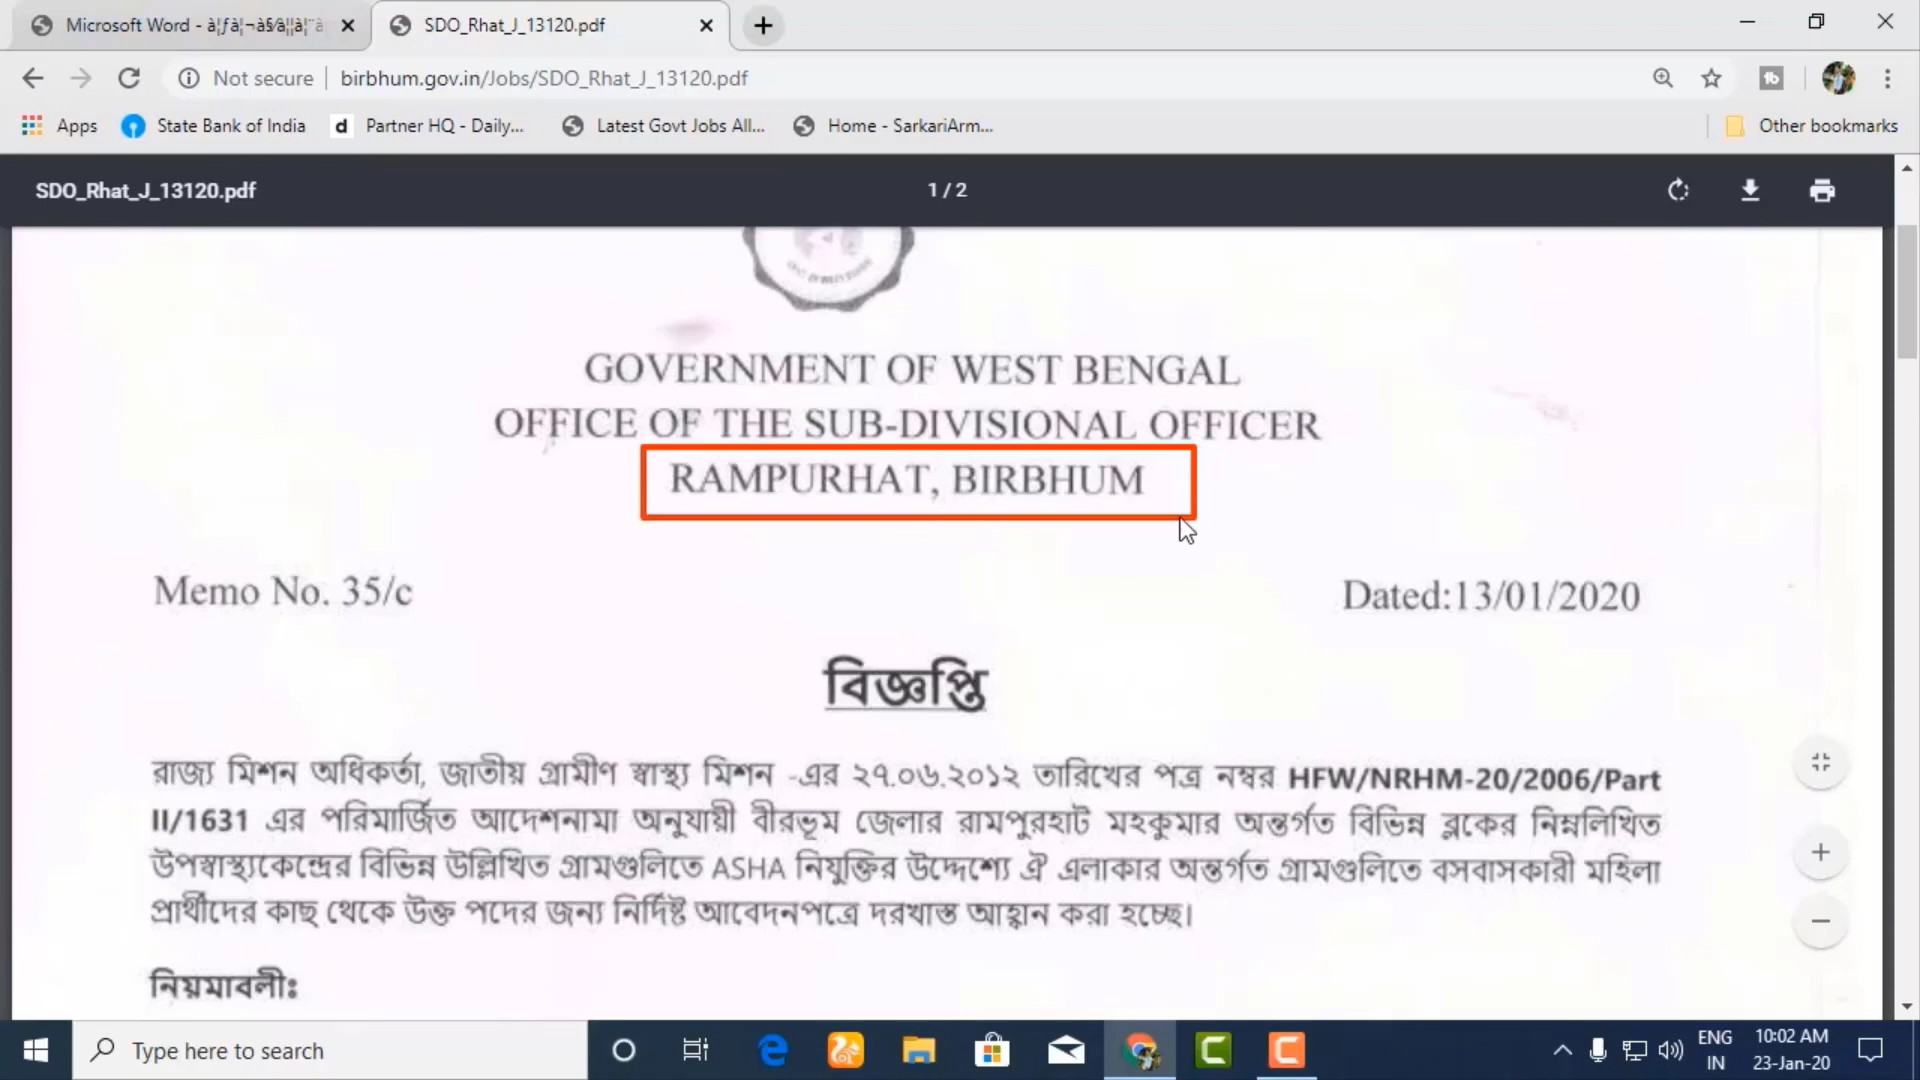 Microsoft Word - à¦ƒà¦¬à§à¦¦à¦¨à
SDO_Rhat_J_13120.pdf
Not secure
birbhum.gov.in/Jobs/SDO_Rhat_J_13120.pdf
Apps
State Bank of India
Partner HQ - Daily...
Latest Govt Jobs All...
Home - SarkariArm...
Other bookmarks
SDO_Rhat_J_13120.pdf
1 / 2
GOVERNMENT OF WEST BENGAL
OFFICE OF THE SUB-DIVISIONAL OFFICER
RAMPURHAT, BIRBHUM
Memo No. 35/c
Dated:13/01/2020
বিজ্ঞপ্তি
রাজ্য মিশন অধিকর্তা, জাতীয় গ্রামীণ স্বাস্থ্য মিশন -এর ২৭.০৬.২০১২ তারিখের পত্র নম্বর HFW/NRHM-20/2006/Part
II/1631 এর পরিমার্জিত আদেশনামা অনুযায়ী বীরভূম জেলার রামপুরহাট মহকুমার অন্তর্গত বিভিন্ন ব্লকের নিম্নলিখিত
উপস্বাস্থ্যকেন্দ্রের বিভিন্ন উল্লিখিত গ্রামগুলিতে ASHA নিযুক্তির উদ্দেশ্যে ঐ এলাকার অন্তর্গত গ্রামগুলিতে বসবাসকারী মহিলা
প্রার্থীদের কাছ থেকে উক্ত পদের জন্য নির্দিষ্ট আবেদনপত্রে দরখাস্ত আহ্বান করা হচ্ছে।
নিয়মাবলীঃ
Type here to search
ENG
IN
10:02 AM
23-Jan-20